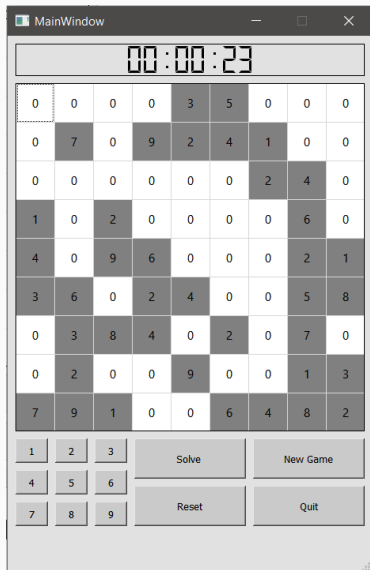 MainWindow
00:00:23
0 0 0 0 3 5 0 0 0
0 7 0 9 2 4 1 0 0
0 0 0 0 0 0 2 4 0
1 0 2 0 0 0 0 6 0
4 0 9 6 0 0 0 2 1
3 6 0 2 4 0 0 5 8
0 3 8 4 0 2 0 7 0
0 2 0 0 9 0 0 1 3
7 9 1 0 0 6 4 8 2
1 2 3
Solve New Game
4 5 6
7 8 9
Reset Quit